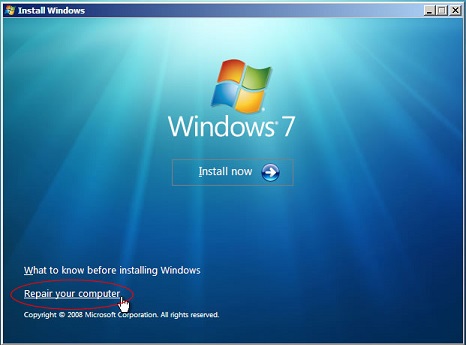 Install Windows
Windows 7
Install now
What to know before installing Windows
Repair your computer
Copyright © 2008 Microsoft Corporation. All rights reserved.